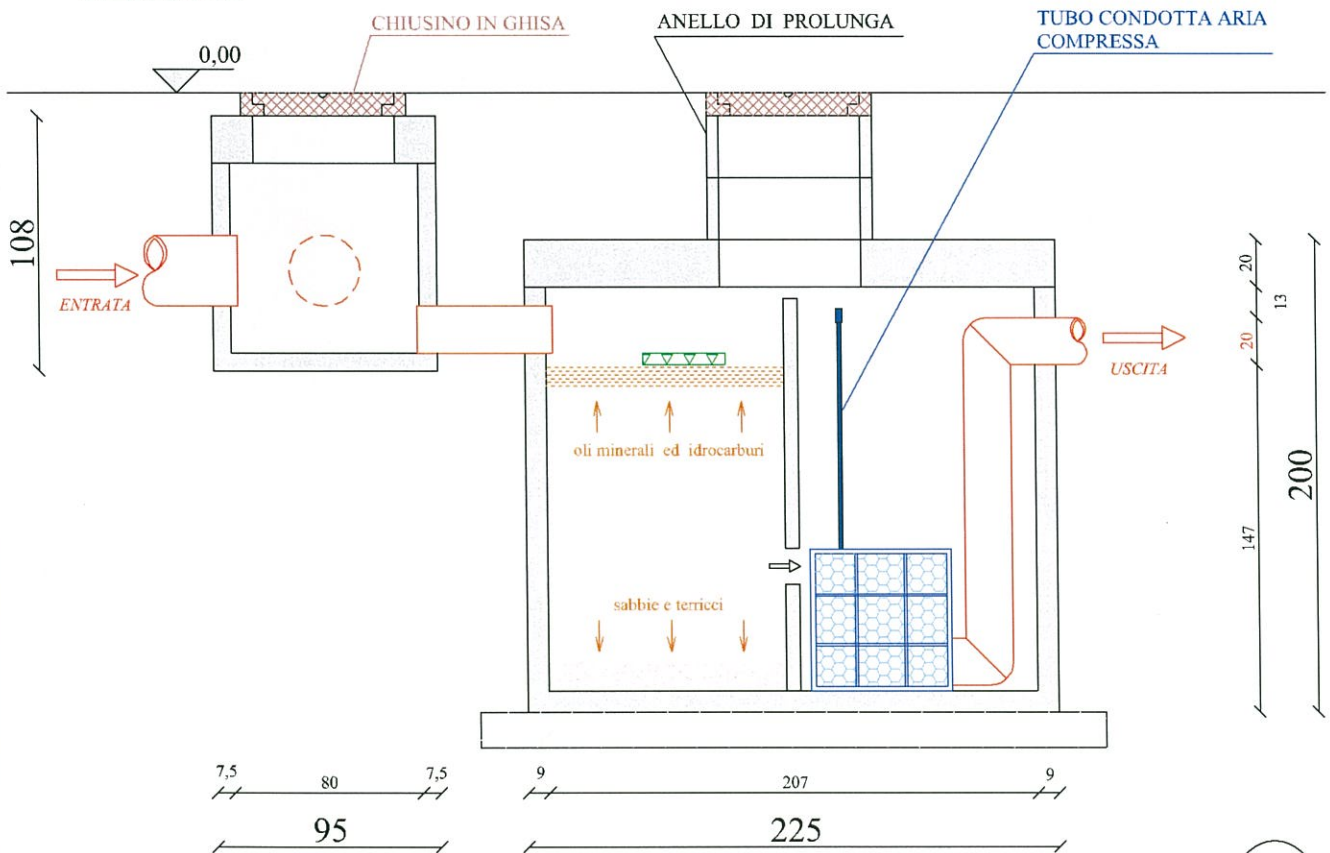 CHIUSINO IN GHISA
ANELLO DI PROLUNGA
TUBO CONDOTTA ARIA
COMPRESSA
0,00
108
ENTRATA
20
13
20
USCITA
oli minerali ed idrocarburi
200
147
sabbie e terricci
7,5
80
7,5
9
207
9
95
225